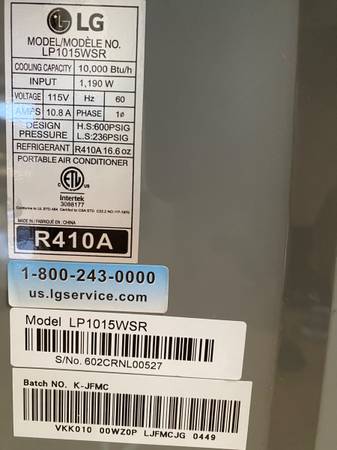 LG
MODEL/MODÈLE NO.
LP1015WSR
COOLING CAPACITY 10,000 Btu/h
INPUT 1,190 W
VOLTAGE 115V Hz 60
AMPS 10.8 A PHASE 1ø
DESIGN PRESSURE H.S:600PSIG
L.S:236PSIG
REFRIGERANT R410A 16.6 oz
PORTABLE AIR CONDITIONER
ETL
c us
Intertek
3088177
MADE IN / FABRIQUÉ EN : CHINA
R410A
1-800-243-0000
us.lgservice.com
Model LP1015WSR
S/No. 602CRNL00527
Batch NO. K-JFMC
VKK010 00WZ0P LJFMCJG 0449